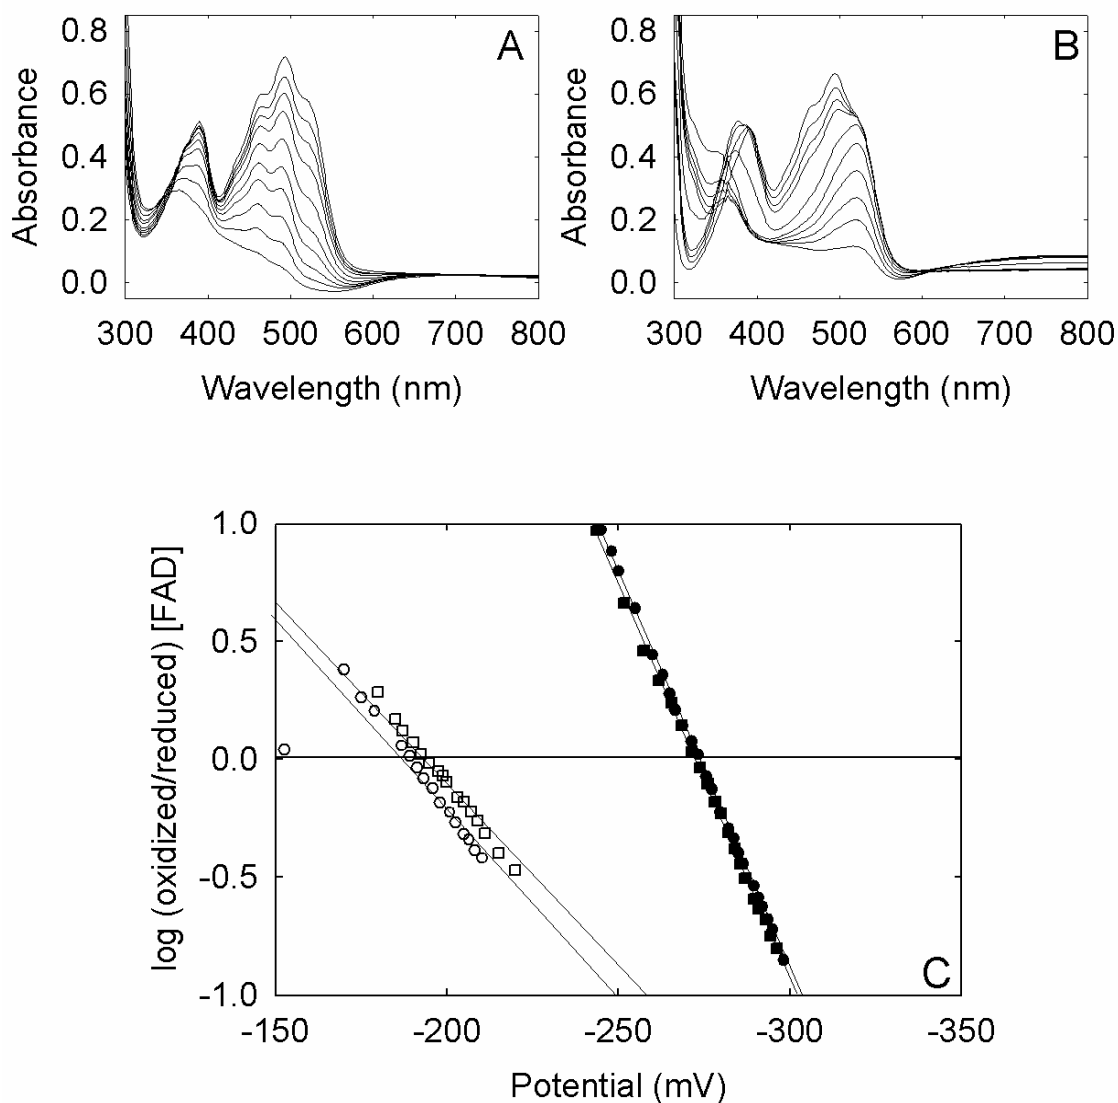 A
B
0.8
0.6
0.4
0.2
0.0
Absorbance
300 400 500 600 700 800
Wavelength (nm)
0.8
0.6
0.4
0.2
0.0
Absorbance
300 400 500 600 700 800
Wavelength (nm)
log (oxidized/reduced) [FAD]
1.0
0.5
0.0
-0.5
-1.0
C
-150 -200 -250 -300 -350
Potential (mV)